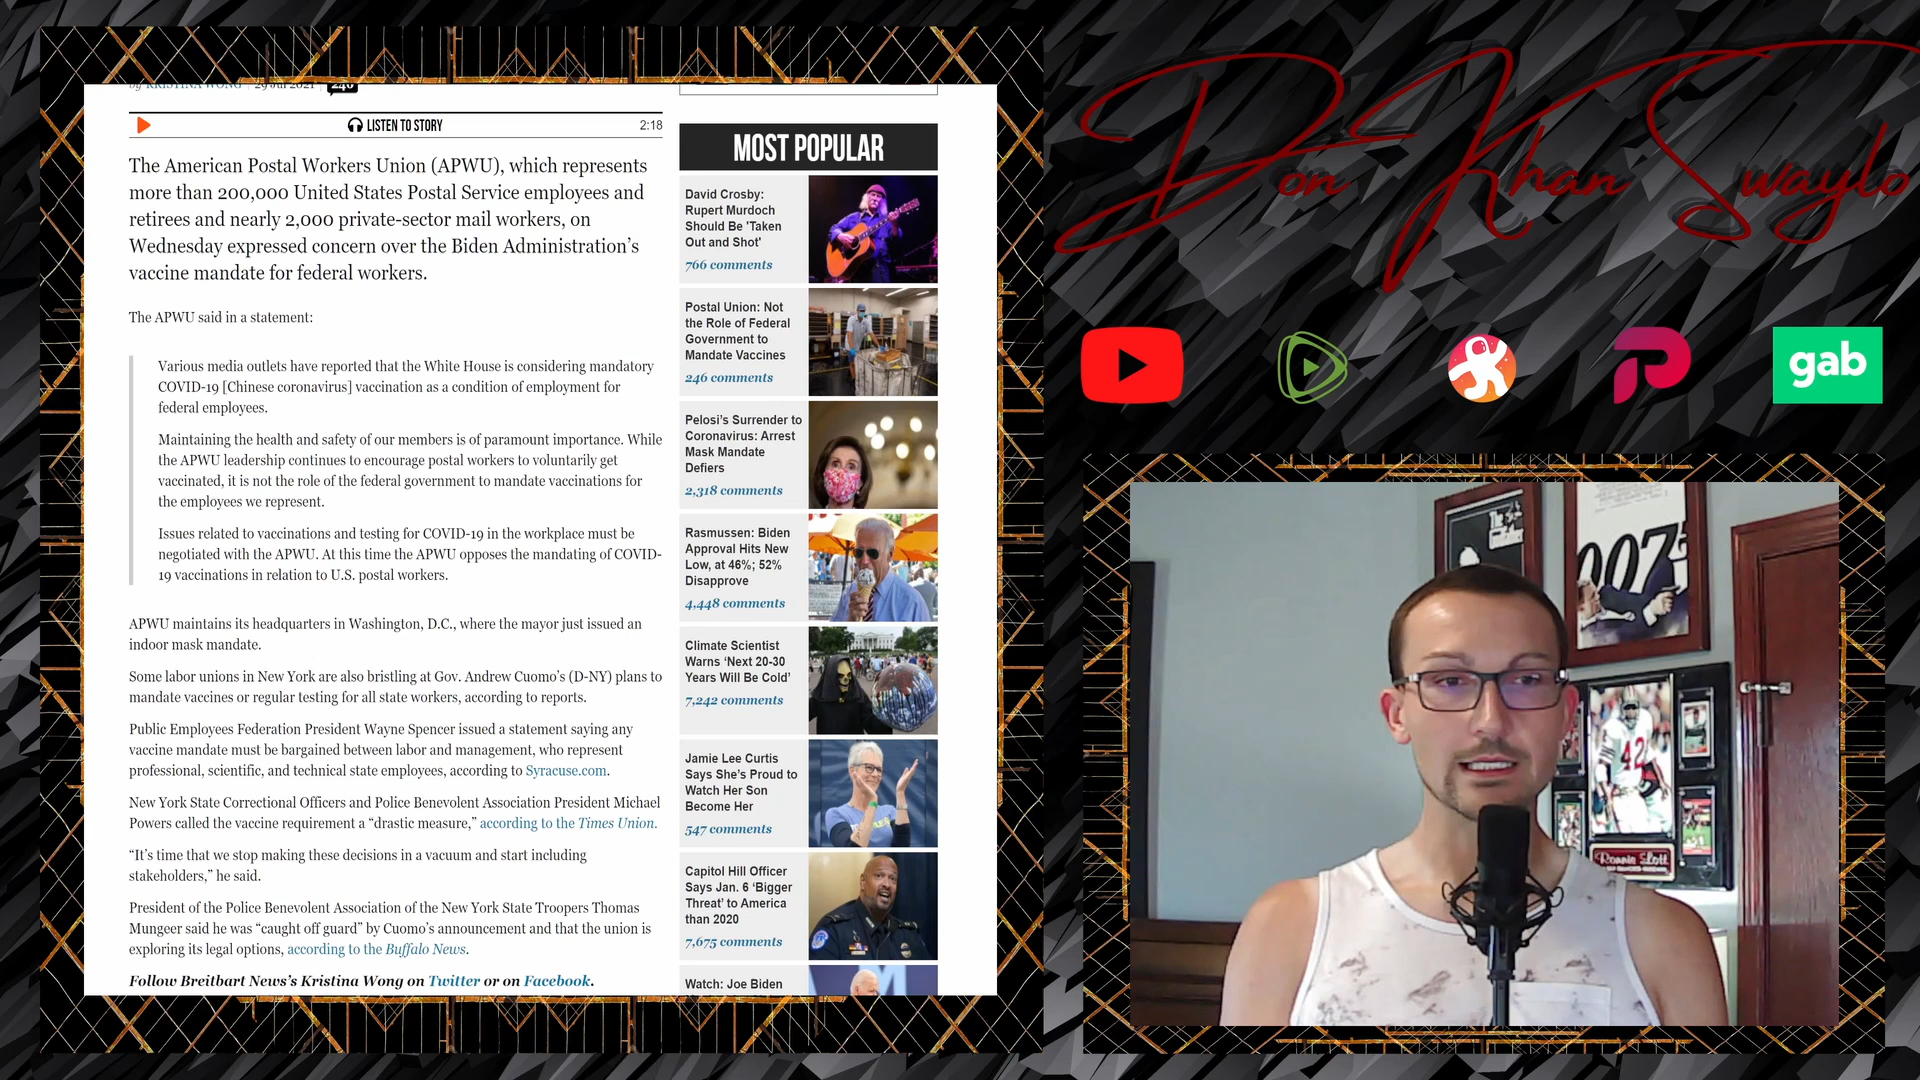 by KRISTINA WONG | 29 Jul 2021 | 246
LISTEN TO STORY 2:18
The American Postal Workers Union (APWU), which represents
more than 200,000 United States Postal Service employees and
retirees and nearly 2,000 private-sector mail workers, on
Wednesday expressed concern over the Biden Administration’s
vaccine mandate for federal workers.
The APWU said in a statement:
Various media outlets have reported that the White House is considering mandatory
COVID-19 [Chinese coronavirus] vaccination as a condition of employment for
federal employees.
Maintaining the health and safety of our members is of paramount importance. While
the APWU leadership continues to encourage postal workers to voluntarily get
vaccinated, it is not the role of the federal government to mandate vaccinations for
the employees we represent.
Issues related to vaccinations and testing for COVID-19 in the workplace must be
negotiated with the APWU. At this time the APWU opposes the mandating of COVID-
19 vaccinations in relation to U.S. postal workers.
APWU maintains its headquarters in Washington, D.C., where the mayor just issued an
indoor mask mandate.
Some labor unions in New York are also bristling at Gov. Andrew Cuomo’s (D-NY) plans to
mandate vaccines or regular testing for all state workers, according to reports.
Public Employees Federation President Wayne Spencer issued a statement saying any
vaccine mandate must be bargained between labor and management, who represent
professional, scientific, and technical state employees, according to Syracuse.com.
New York State Correctional Officers and Police Benevolent Association President Michael
Powers called the vaccine requirement a “drastic measure,” according to the Times Union.
“It’s time that we stop making these decisions in a vacuum and start including
stakeholders,” he said.
President of the Police Benevolent Association of the New York State Troopers Thomas
Mungeer said he was “caught off guard” by Cuomo’s announcement and that the union is
exploring its legal options, according to the Buffalo News.
Follow Breitbart News’s Kristina Wong on Twitter or on Facebook.
MOST POPULAR
David Crosby:
Rupert Murdoch
Should Be 'Taken
Out and Shot'
766 comments
Postal Union: Not
the Role of Federal
Government to
Mandate Vaccines
246 comments
Pelosi’s Surrender to
Coronavirus: Arrest
Mask Mandate
Defiers
2,318 comments
Rasmussen: Biden
Approval Hits New
Low, at 46%; 52%
Disapprove
4,448 comments
Climate Scientist
Warns ‘Next 20-30
Years Will Be Cold’
7,242 comments
Jamie Lee Curtis
Says She’s Proud to
Watch Her Son
Become Her
547 comments
Capitol Hill Officer
Says Jan. 6 ‘Bigger
Threat’ to America
than 2020
7,675 comments
Watch: Joe Biden
Don Khan Swaylo
gab
007
42
Ronnie Lott